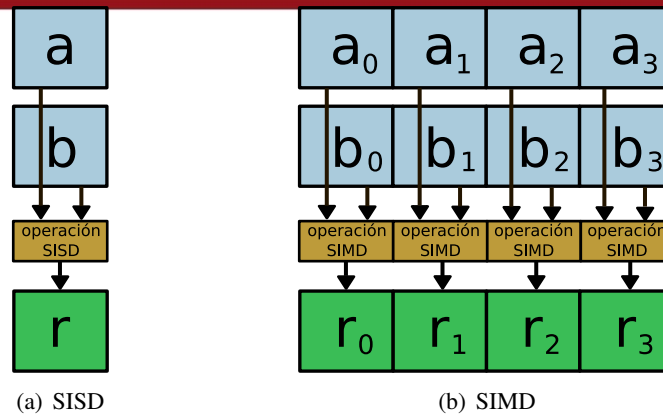 a a₀ a₁ a₂ a₃
b b₀ b₁ b₂ b₃
operación operación operación operación operación
SISD SIMD SIMD SIMD SIMD
r r₀ r₁ r₂ r₃
(a) SISD (b) SIMD